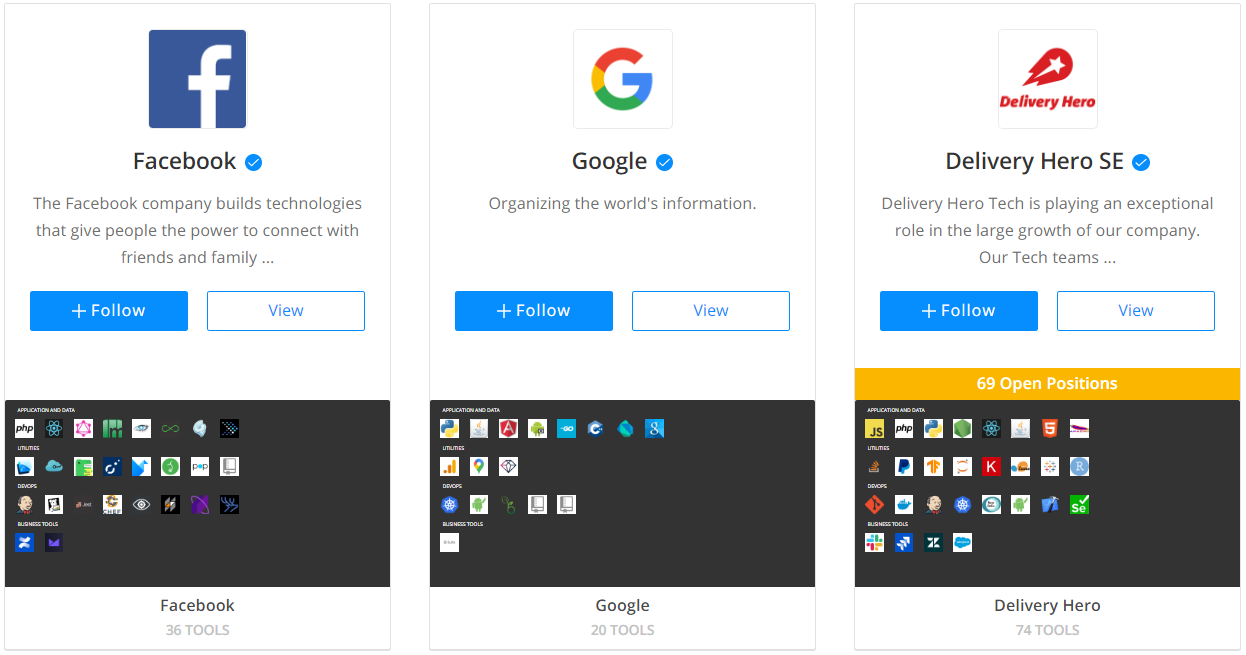 Facebook
The Facebook company builds technologies
that give people the power to connect with
friends and family ...
+ Follow
View
APPLICATION AND DATA
php
UTILITIES
pop
DEVOPS
Jest
CHEF
BUSINESS TOOLS
Facebook
36 TOOLS
Google
Organizing the world's information.
+ Follow
View
APPLICATION AND DATA
GO
UTILITIES
DEVOPS
BUSINESS TOOLS
Google
20 TOOLS
Delivery Hero
Delivery Hero SE
Delivery Hero Tech is playing an exceptional
role in the large growth of our company.
Our Tech teams ...
+ Follow
View
69 Open Positions
APPLICATION AND DATA
JS php
UTILITIES
K R
DEVOPS
Se
BUSINESS TOOLS
Delivery Hero
74 TOOLS